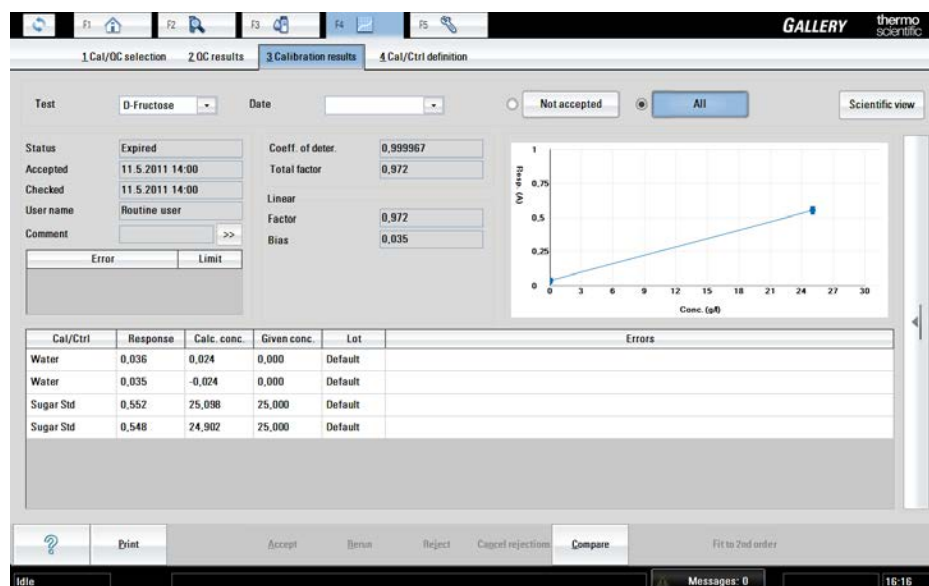 F1 F2 F3 F4 F5 GALLERY thermo scientific
1 Cal/QC selection 2 QC results 3 Calibration results 4 Cal/Ctrl definition
Test D-Fructose Date Not accepted All Scientific view
Status Expired
Accepted 11.5.2011 14:00
Checked 11.5.2011 14:00
User name Routine user
Comment >>
Error Limit
Coeff. of deter. 0,999967
Total factor 0,972
Linear
Factor 0,972
Bias 0,035
Resp. (A)
1
0,75
0,5
0,25
0
0 3 6 9 12 15 18 21 24 27 30
Conc. (g/l)
Cal/Ctrl Response Calc. conc. Given conc. Lot Errors
Water 0,036 0,024 0,000 Default
Water 0,035 -0,024 0,000 Default
Sugar Std 0,552 25,098 25,000 Default
Sugar Std 0,548 24,902 25,000 Default
? Print Accept Rerun Reject Cancel rejections Compare Fit to 2nd order
Idle Messages: 0 16:16